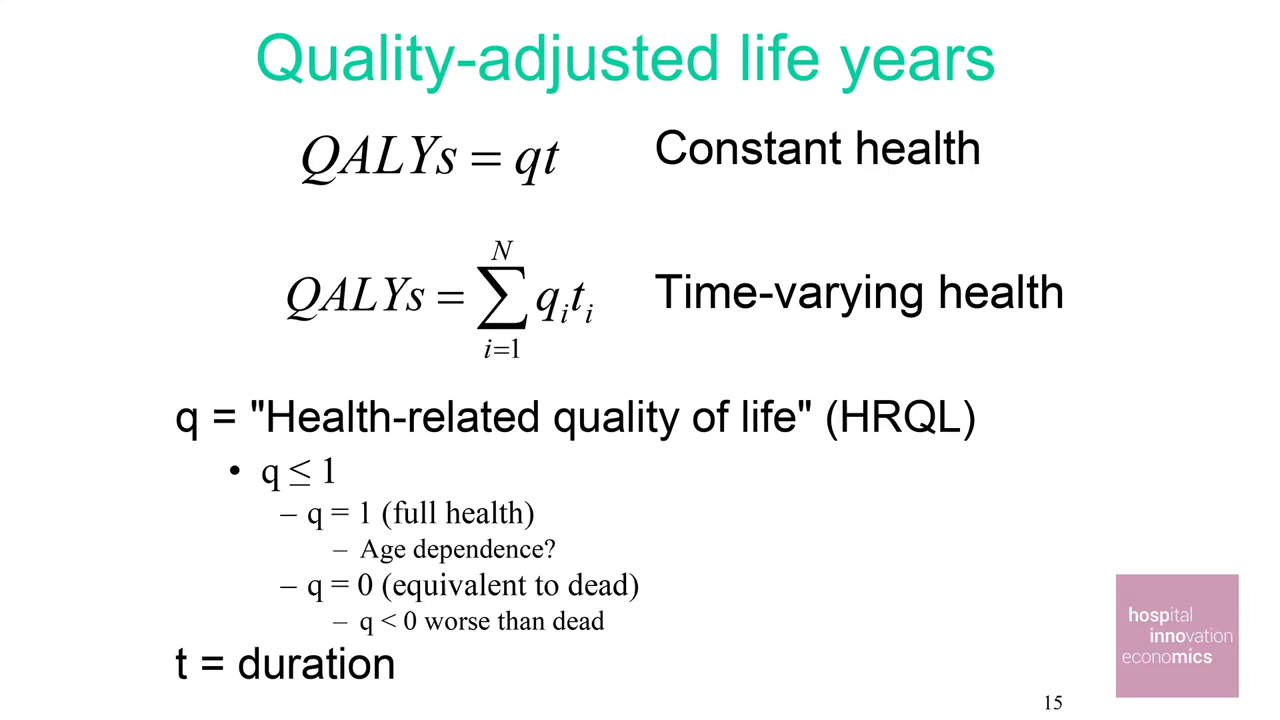 Quality-adjusted life years
QALYs = qt
Constant health
N
QALYs = ∑ qᵢtᵢ
i=1
Time-varying health
q = "Health-related quality of life" (HRQL)
• q ≤ 1
– q = 1 (full health)
– Age dependence?
– q = 0 (equivalent to dead)
– q < 0 worse than dead
t = duration
hospital
innovation
economics
15